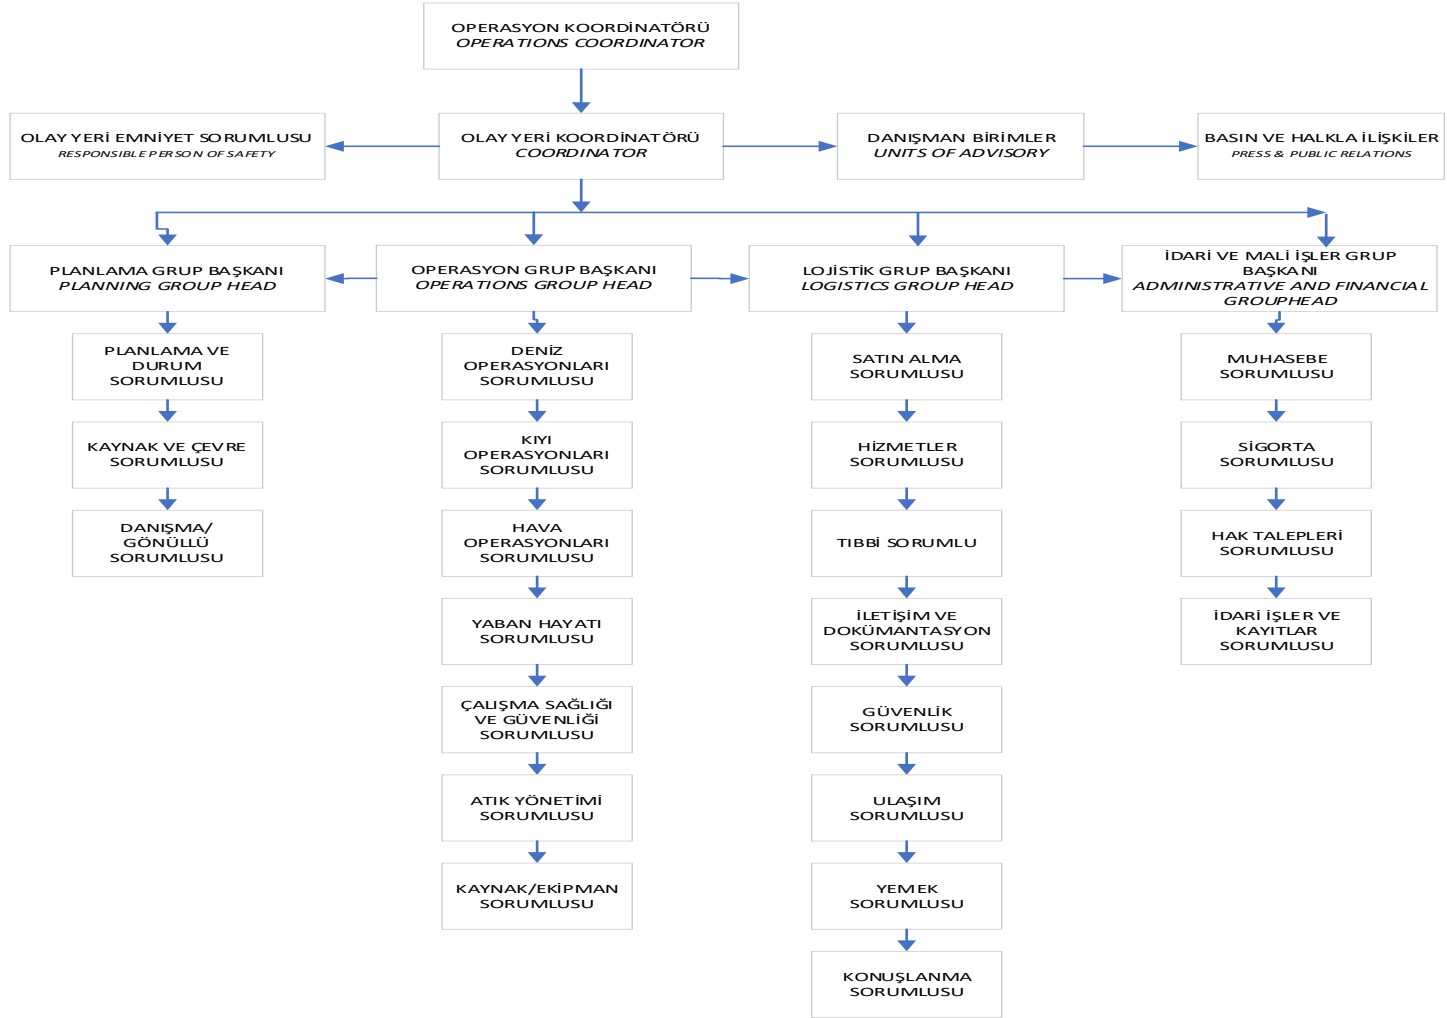 OPERASYON KOORDİNATÖRÜ
OPERATIONS COORDINATOR
OLAY YERİ EMNİYET SORUMLUSU
RESPONSIBLE PERSON OF SAFETY
OLAY YERİ KOORDİNATÖRÜ
COORDINATOR
DANIŞMAN BİRİMLER
UNITS OF ADVISORY
BASIN VE HALKLA İLİŞKİLER
PRESS & PUBLIC RELATIONS
PLANLAMA GRUP BAŞKANI
PLANNING GROUP HEAD
OPERASYON GRUP BAŞKANI
OPERATIONS GROUP HEAD
LOJİSTİK GRUP BAŞKANI
LOGISTICS GROUP HEAD
İDARİ VE MALİ İŞLER GRUP
BAŞKANI
ADMINISTRATIVE AND FINANCIAL
GROUPHEAD
PLANLAMA VE
DURUM
SORUMLUSU
KAYNAK VE ÇEVRE
SORUMLUSU
DANIŞMA/
GÖNÜLLÜ
SORUMLUSU
DENİZ
OPERASYONLARI
SORUMLUSU
KIYI
OPERASYONLARI
SORUMLUSU
HAVA
OPERASYONLARI
SORUMLUSU
YABAN HAYATI
SORUMLUSU
ÇALIŞMA SAĞLIĞI
VE GÜVENLİĞİ
SORUMLUSU
ATIK YÖNETİMİ
SORUMLUSU
KAYNAK/EKİPMAN
SORUMLUSU
SATIN ALMA
SORUMLUSU
HİZMETLER
SORUMLUSU
TIBBİ SORUMLU
İLETİŞİM VE
DOKÜMANTASYON
SORUMLUSU
GÜVENLİK
SORUMLUSU
ULAŞIM
SORUMLUSU
YEMEK
SORUMLUSU
KONUŞLANMA
SORUMLUSU
MUHASEBE
SORUMLUSU
SİGORTA
SORUMLUSU
HAK TALEPLERİ
SORUMLUSU
İDARİ İŞLER VE
KAYITLAR
SORUMLUSU